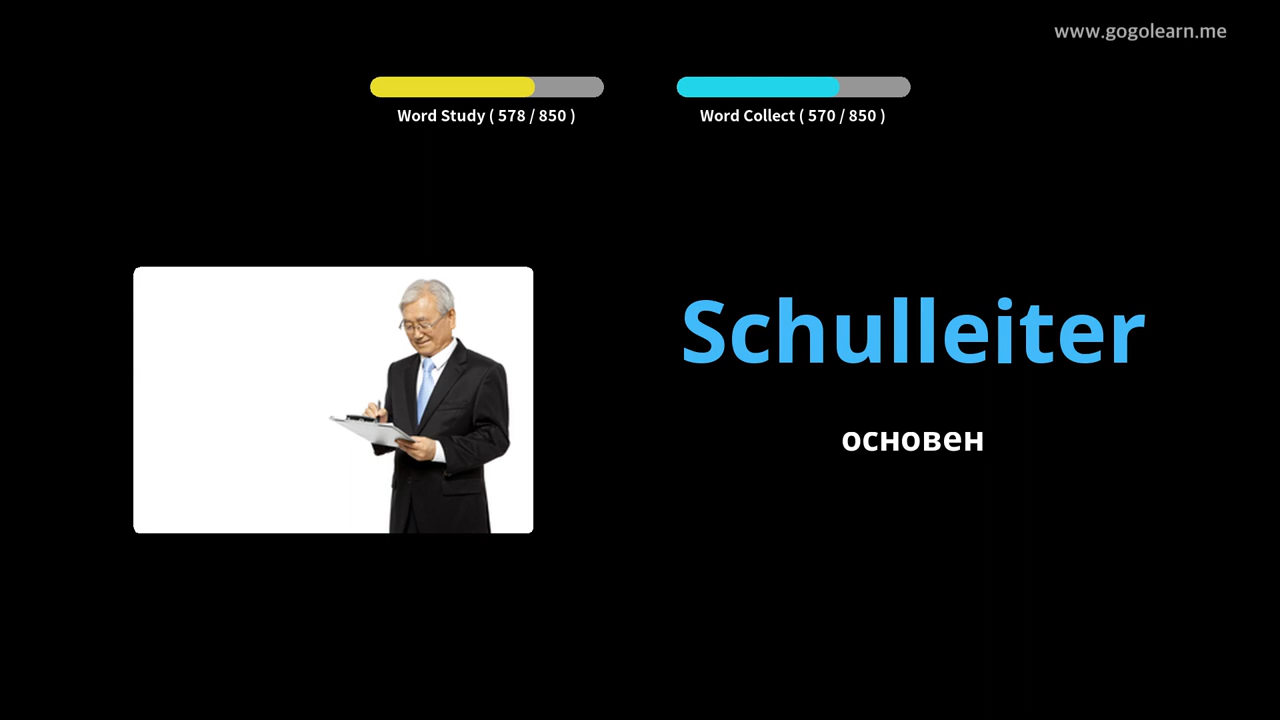 www.gogolearn.me
Word Study ( 578 / 850 )
Word Collect ( 570 / 850 )
Schulleiter
основен